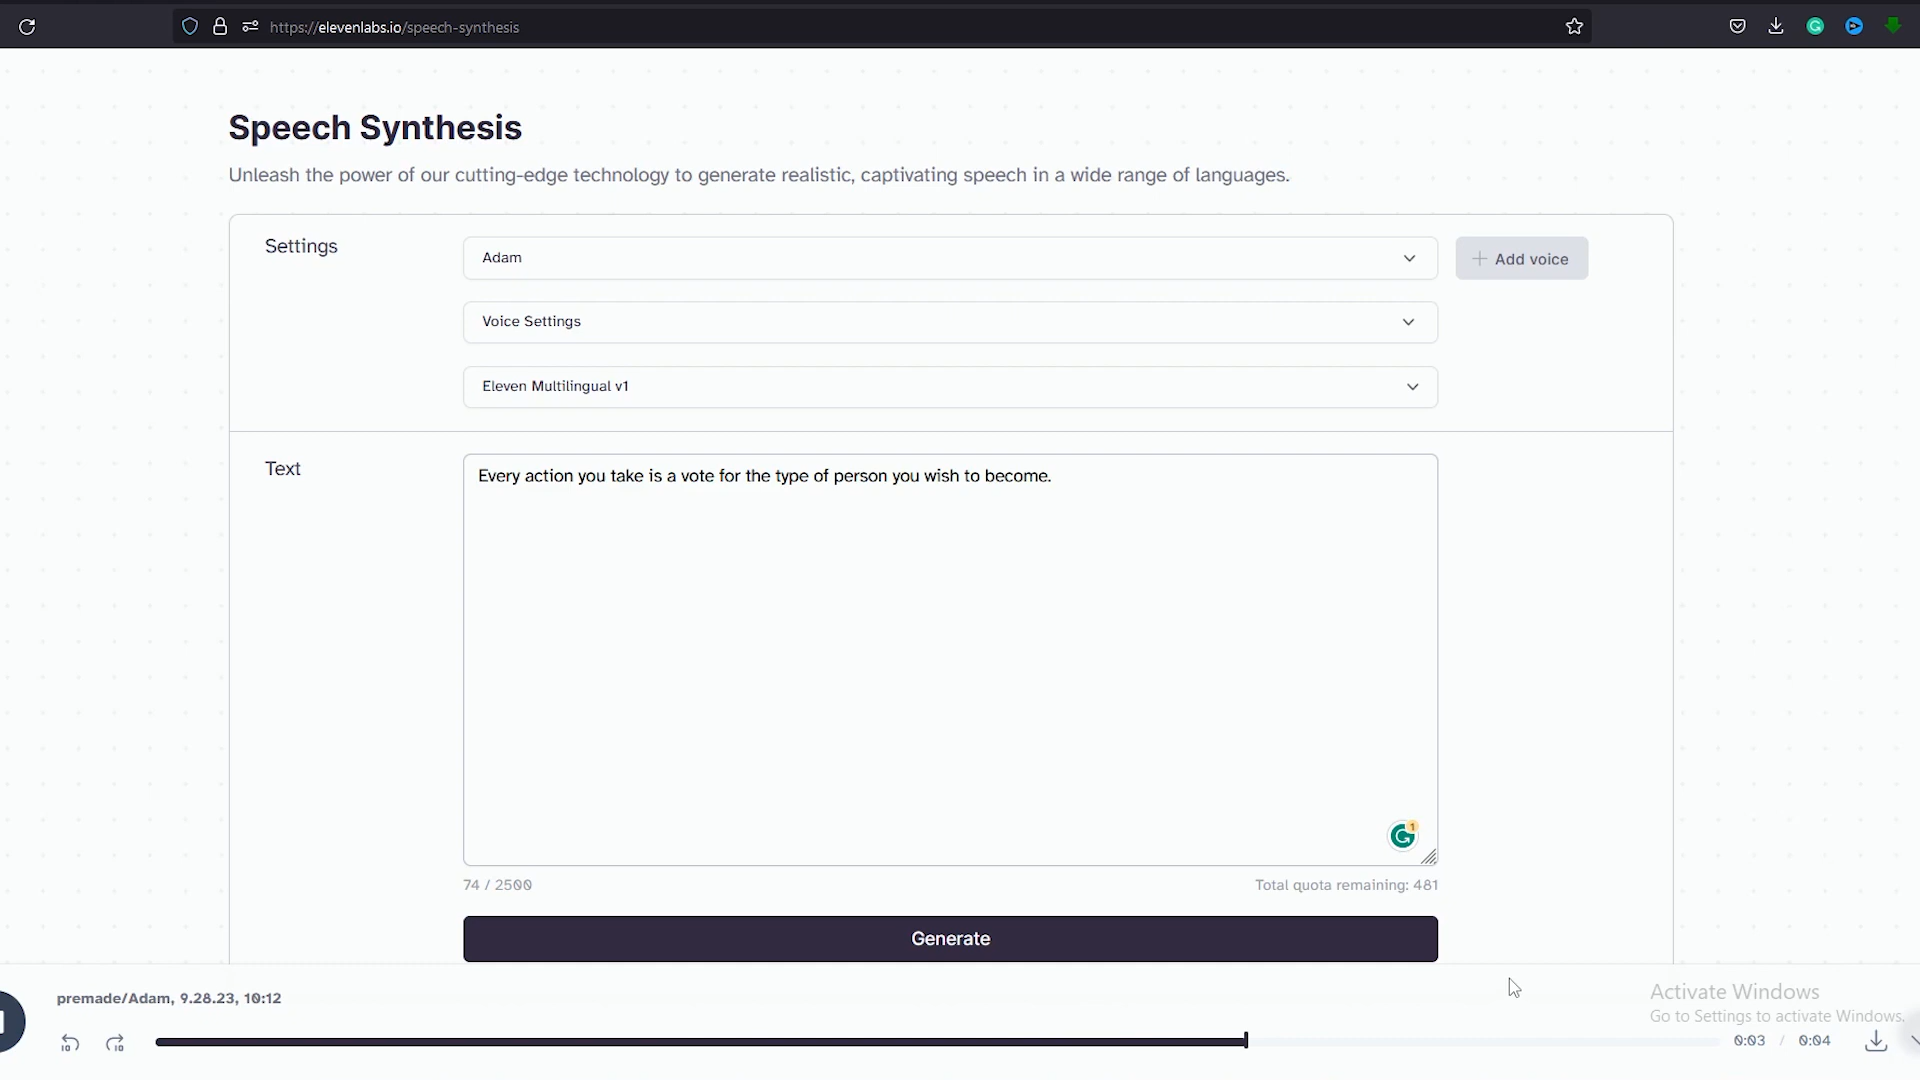 https://elevenlabs.io/speech-synthesis
Speech Synthesis
Unleash the power of our cutting-edge technology to generate realistic, captivating speech in a wide range of languages.
Settings
Adam
+ Add voice
Voice Settings
Eleven Multilingual v1
Text
Every action you take is a vote for the type of person you wish to become.
1
74 / 2500
Total quota remaining: 481
Generate
premade/Adam, 9.28.23, 10:12
Activate Windows
Go to Settings to activate Windows.
10
10
0:03 / 0:04